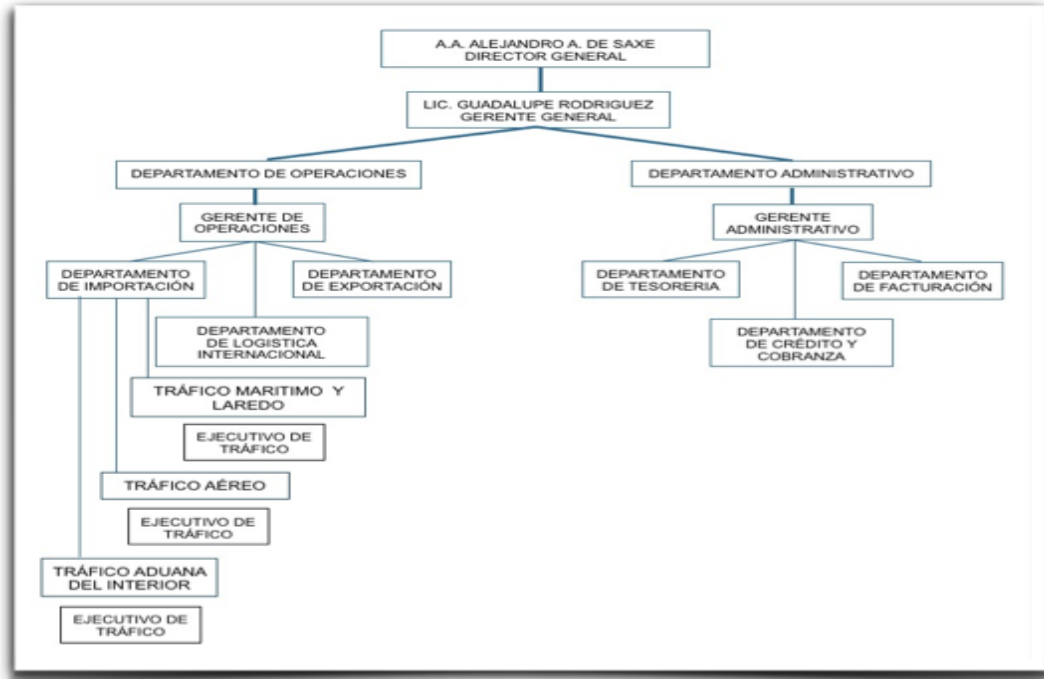 A.A. ALEJANDRO A. DE SAXE
DIRECTOR GENERAL
LIC. GUADALUPE RODRIGUEZ
GERENTE GENERAL
DEPARTAMENTO DE OPERACIONES
DEPARTAMENTO ADMINISTRATIVO
GERENTE DE
OPERACIONES
GERENTE
ADMINISTRATIVO
DEPARTAMENTO
DE IMPORTACIÓN
DEPARTAMENTO
DE EXPORTACIÓN
DEPARTAMENTO
DE TESORERIA
DEPARTAMENTO
DE FACTURACIÓN
DEPARTAMENTO
DE LOGISTICA
INTERNACIONAL
DEPARTAMENTO
DE CRÉDITO Y
COBRANZA
TRÁFICO MARITIMO Y
LAREDO
EJECUTIVO DE
TRÁFICO
TRÁFICO AÉREO
EJECUTIVO DE
TRÁFICO
TRÁFICO ADUANA
DEL INTERIOR
EJECUTIVO DE
TRÁFICO